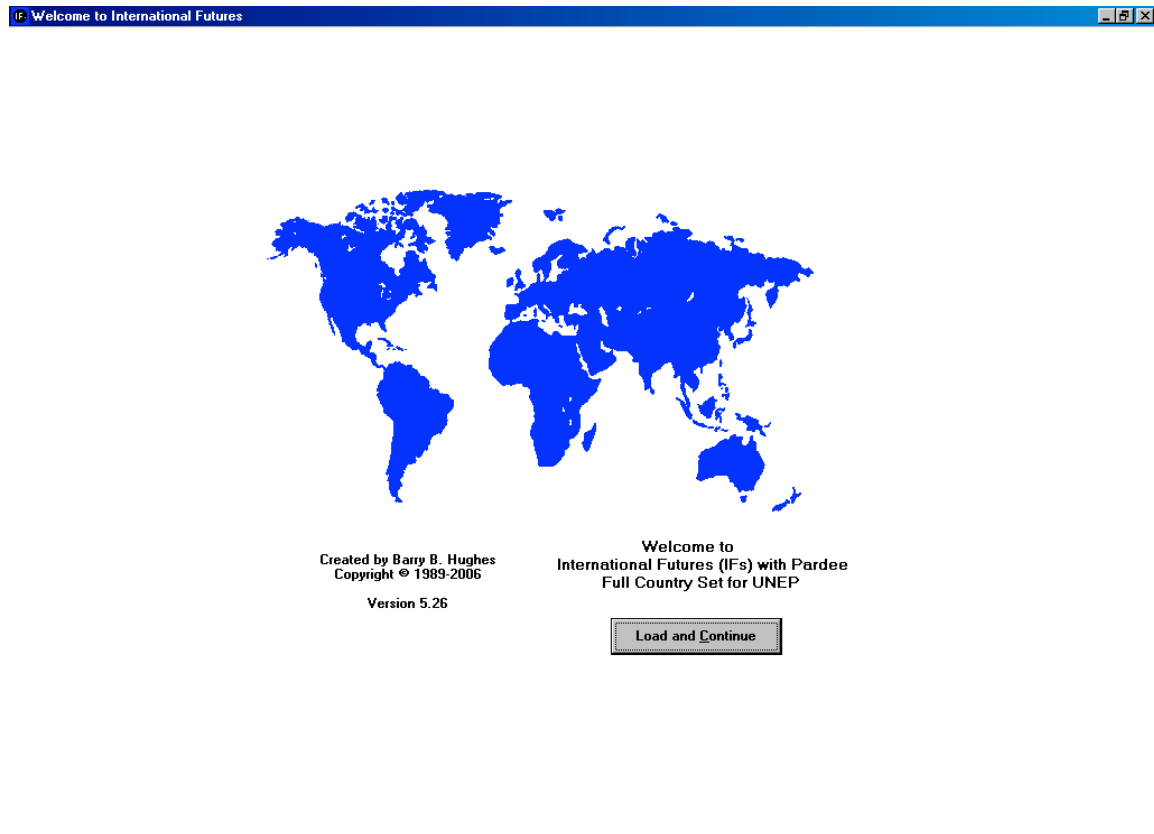 IF. Welcome to International Futures
Created by Barry B. Hughes
Copyright © 1989-2006
Version 5.26
Welcome to
International Futures (IFs) with Pardee
Full Country Set for UNEP
Load and Continue